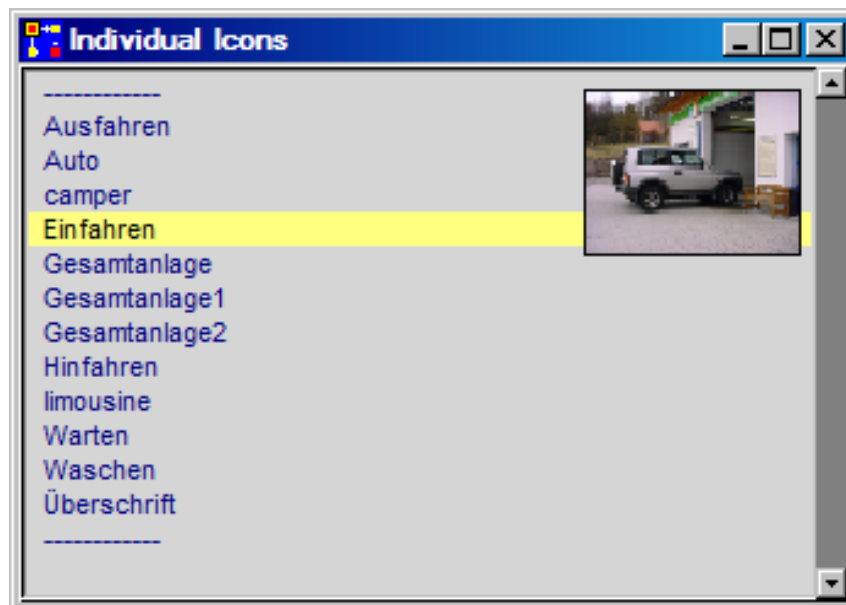 Individual Icons
------------
Ausfahren
Auto
camper
Einfahren
Gesamtanlage
Gesamtanlage1
Gesamtanlage2
Hinfahren
limousine
Warten
Waschen
Überschrift
------------